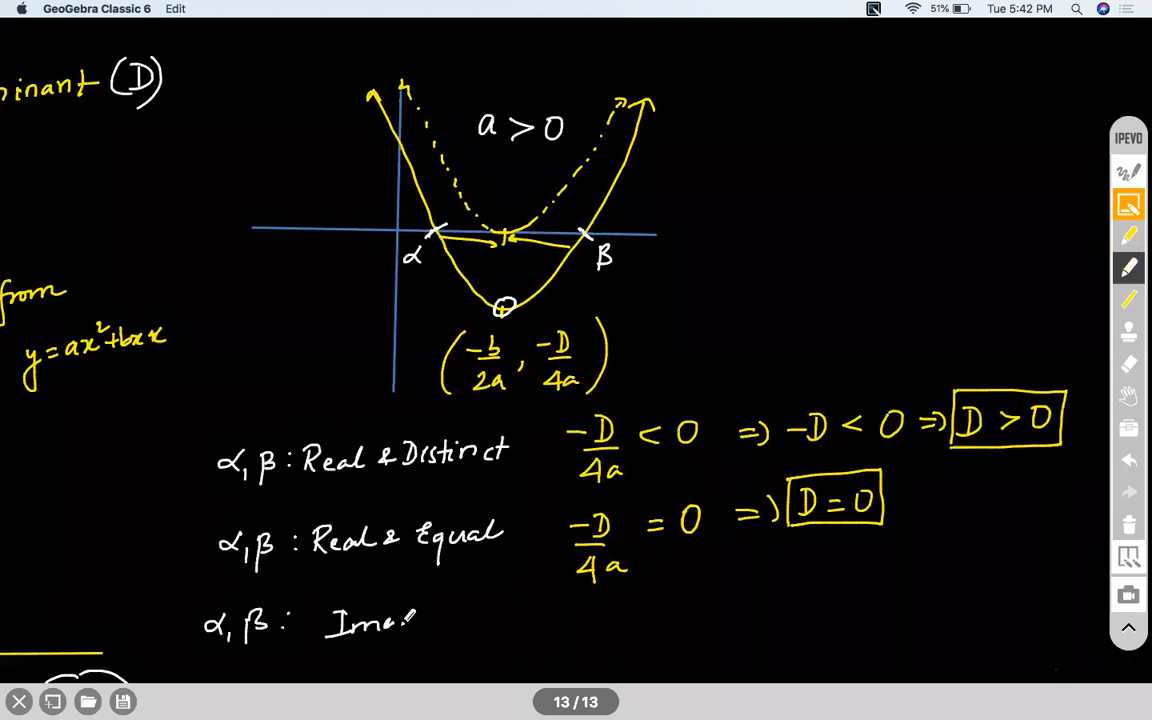 GeoGebra Classic 6 Edit 51% Tue 5:42 PM
minant (D)
a > 0
IPEVO
α β
from
y = ax² + bx x
(-b/2a, -D/4a)
α, β : Real & Distinct -D/4a < 0 => -D < 0 => D > 0
α, β : Real & Equal -D/4a = 0 => D = 0
α, β : Ima
13 / 13